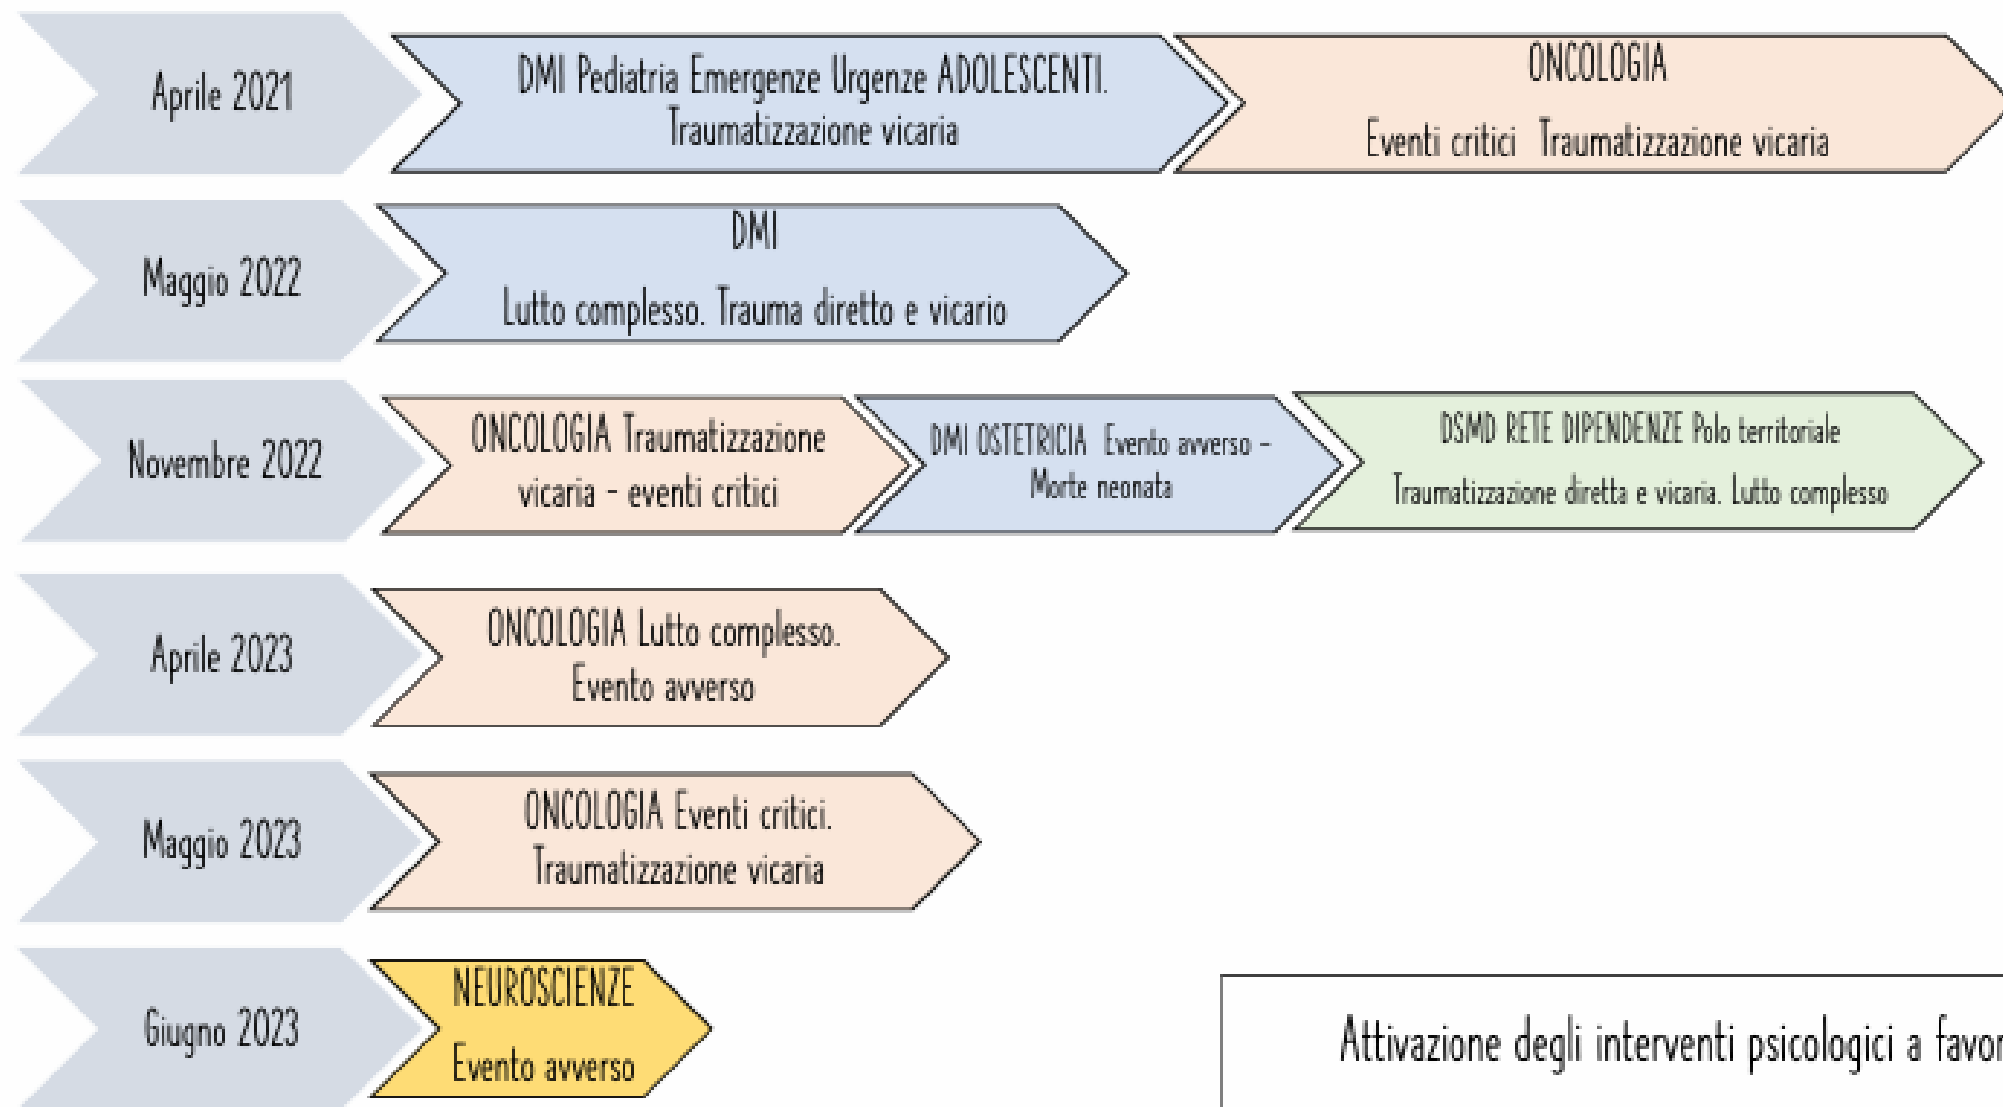 Aprile 2021
DMI Pediatria Emergenze Urgenze ADOLESCENTI.
Traumatizzazione vicaria
ONCOLOGIA
Eventi critici Traumatizzazione vicaria
Maggio 2022
DMI
Lutto complesso. Trauma diretto e vicario
Novembre 2022
ONCOLOGIA Traumatizzazione
vicaria - eventi critici
DMI OSTETRICIA Evento avverso -
Morte neonata
DSMD RETE DIPENDENZE Polo territoriale
Traumatizzazione diretta e vicaria. Lutto complesso
Aprile 2023
ONCOLOGIA Lutto complesso.
Evento avverso
Maggio 2023
ONCOLOGIA Eventi critici.
Traumatizzazione vicaria
Giugno 2023
NEUROSCIENZE
Evento avverso
Attivazione degli interventi psicologici a